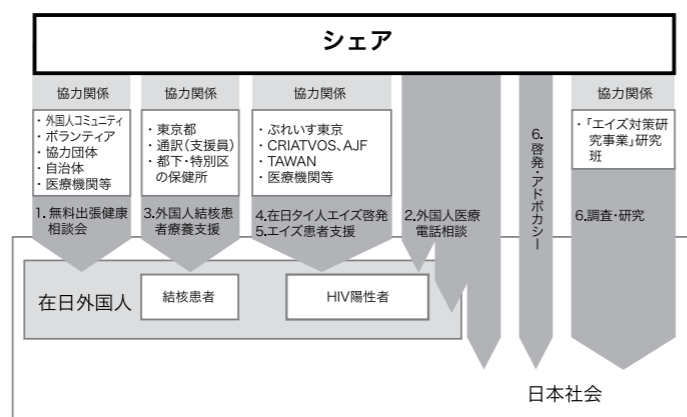 シェア
協力関係
・外国人コミュニティ
・ボランティア
・協力団体
・自治体
・医療機関等
1.無料出張健康
相談会
協力関係
・東京都
・通訳(支援員)
・都下・特別区
の保健所
3.外国人結核患
者療養支援
協力関係
・ぷれいす東京
・CRIATVOS、AJF
・TAWAN
・医療機関等
4.在日タイ人エイズ啓発
5.エイズ患者支援
2.外国人医療
電話相談
6.啓発・アドボカシー
協力関係
・「エイズ対策研
究事業」研究
班
6.調査・研究
在日外国人
結核患者
HIV陽性者
日本社会